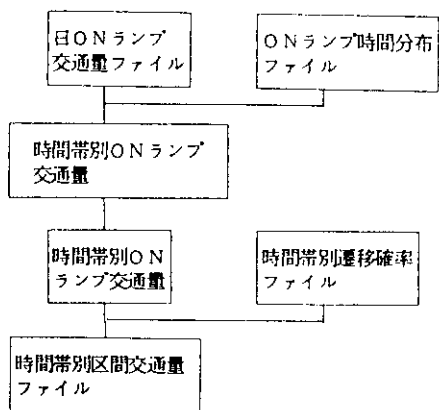 日ONランプ
交通量ファイル
ONランプ時間分布
ファイル
時間帯別ONランプ
交通量
時間帯別ON
ランプ交通量
時間帯別遷移確率
ファイル
時間帯別区間交通量
ファイル